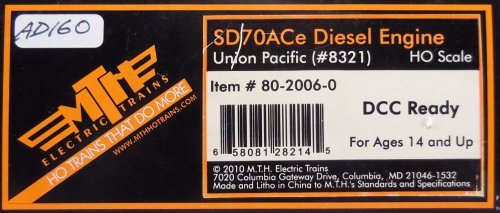 AD160
MTH
ELECTRIC TRAINS
WWW.MTHHOTRAINS.COM
HO TRAINS THAT DO MORE
SD70ACe Diesel Engine
Union Pacific (#8321) HO Scale
Item # 80-2006-0
6 58081 28214 5
DCC Ready
For Ages 14 and Up
© 2010 M.T.H. Electric Trains
7020 Columbia Gateway Drive, Columbia, MD 21046-1532
Made and Litho in China to M.T.H.'s Standards and Specifications